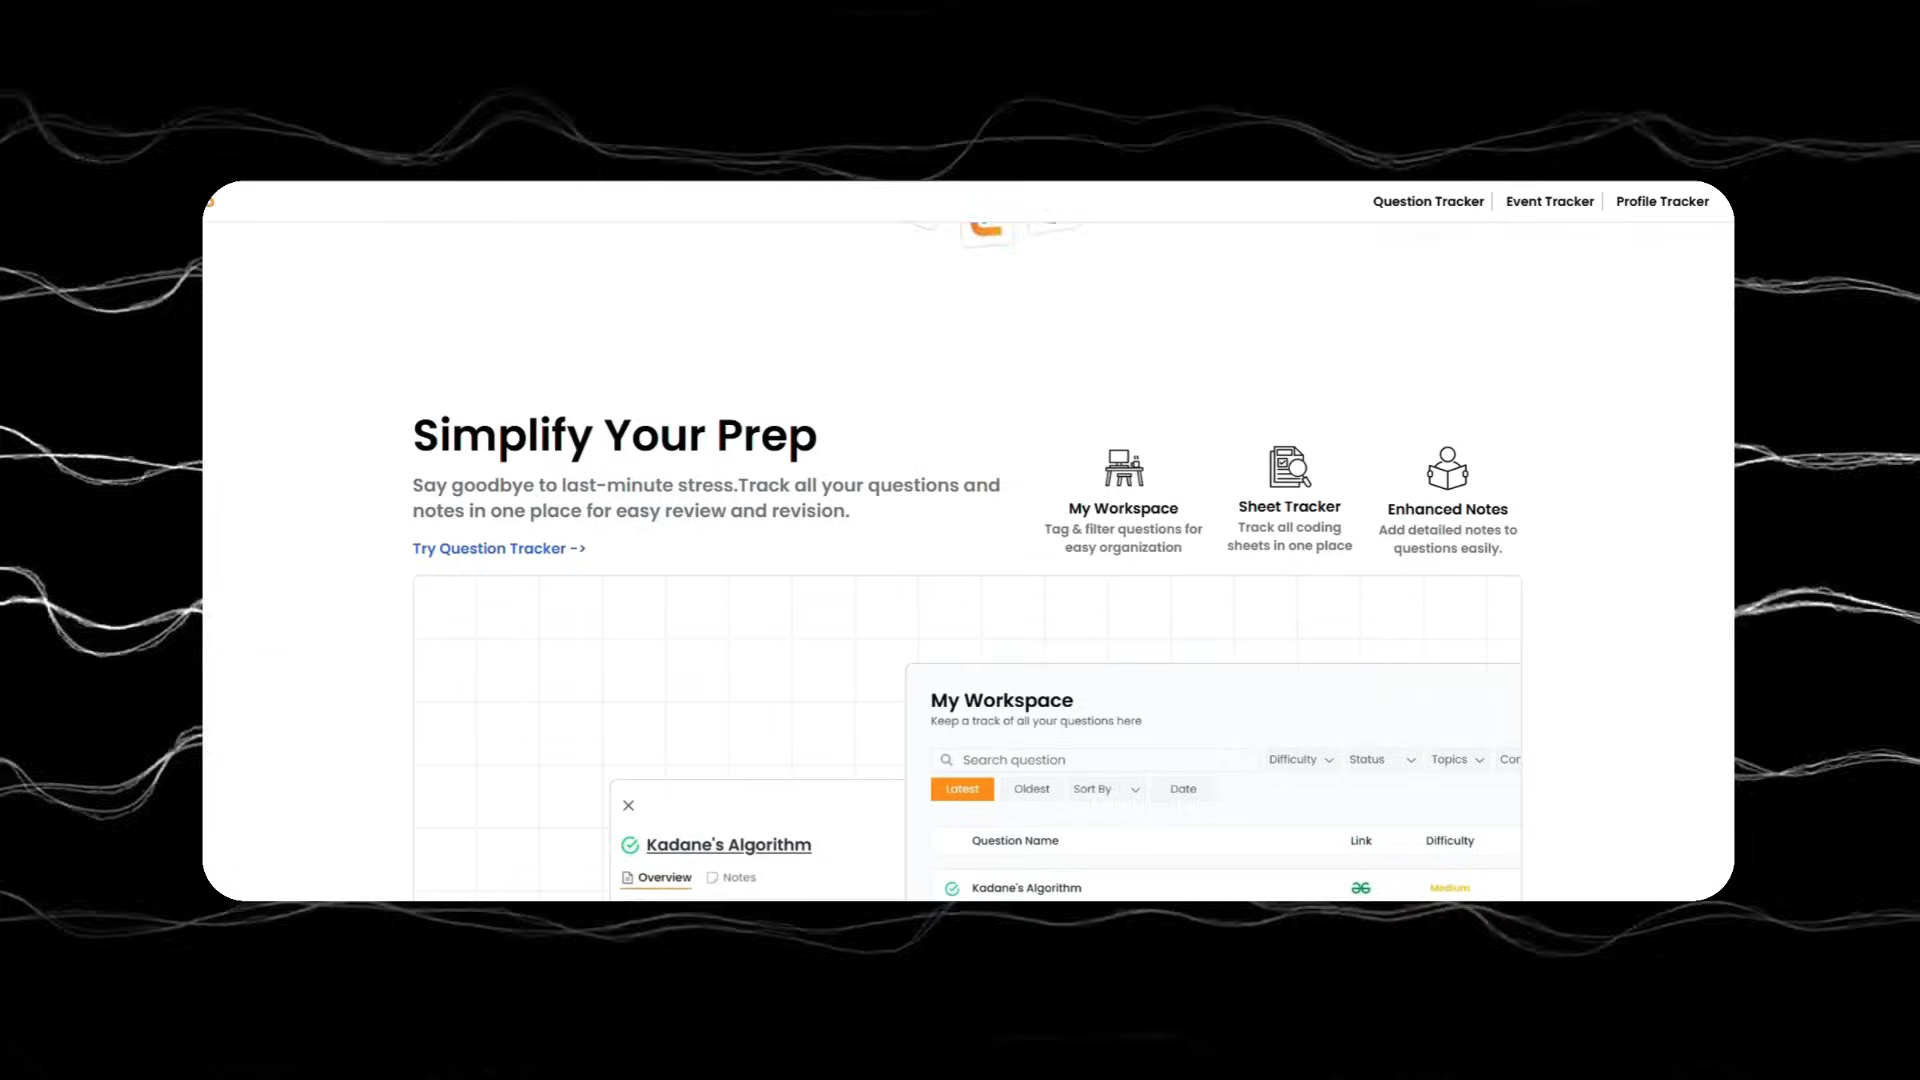 Question Tracker
Event Tracker
Profile Tracker
Simplify Your Prep
Say goodbye to last-minute stress.Track all your questions and
notes in one place for easy review and revision.
Try Question Tracker ->
My Workspace
Tag & filter questions for
easy organization
Sheet Tracker
Track all coding
sheets in one place
Enhanced Notes
Add detailed notes to
questions easily.
My Workspace
Keep a track of all your questions here
Search question
Difficulty
Status
Topics
Latest
Oldest
Sort By
Date
Question Name
Link
Difficulty
Kadane's Algorithm
Medium
Kadane's Algorithm
Overview
Notes